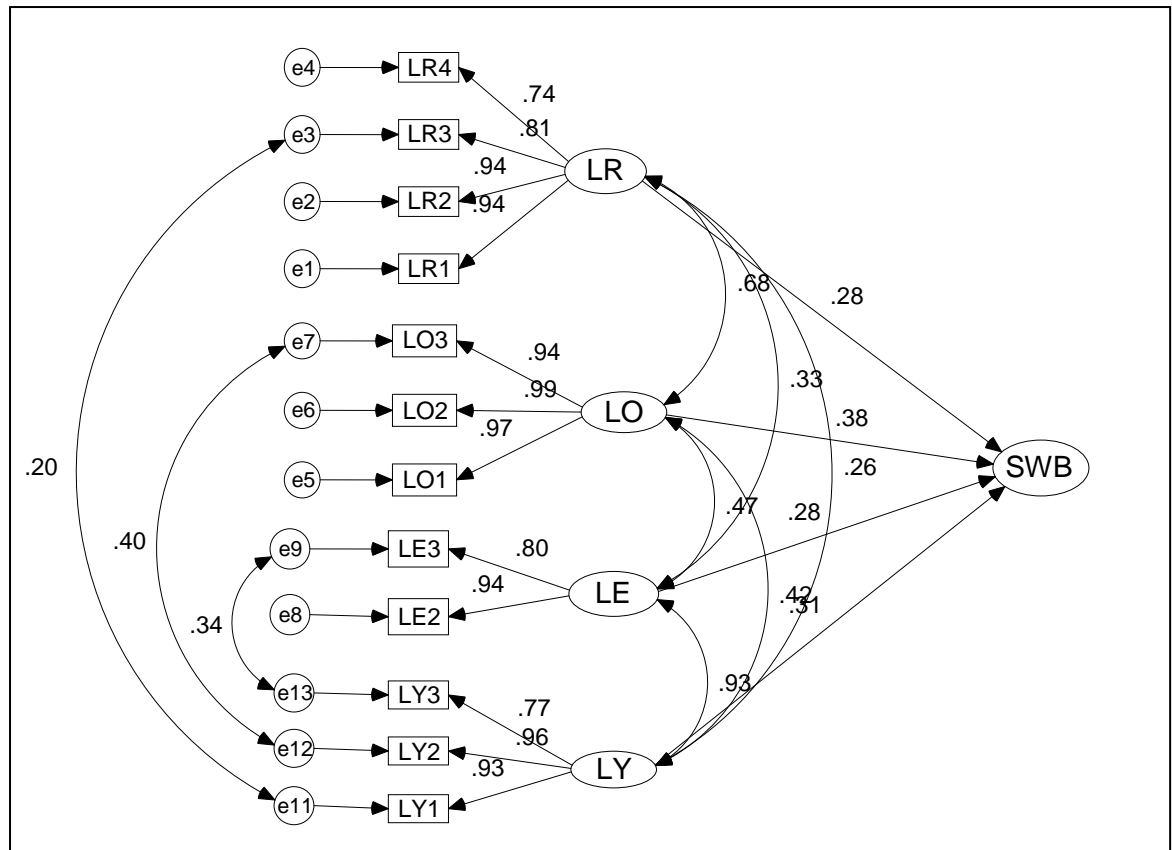 e4
LR4
.74
e3
LR3
.81
LR
.94
e2
LR2
.94
e1
LR1
.68
.28
e7
LO3
.94
.33
.99
e6
LO2
LO
.38
.97
.20
e5
LO1
.26
SWB
.47
.28
.40
e9
LE3
.80
.94
LE
.42
.31
e8
LE2
.34
e13
LY3
.93
.77
.96
e12
LY2
.93
LY
e11
LY1